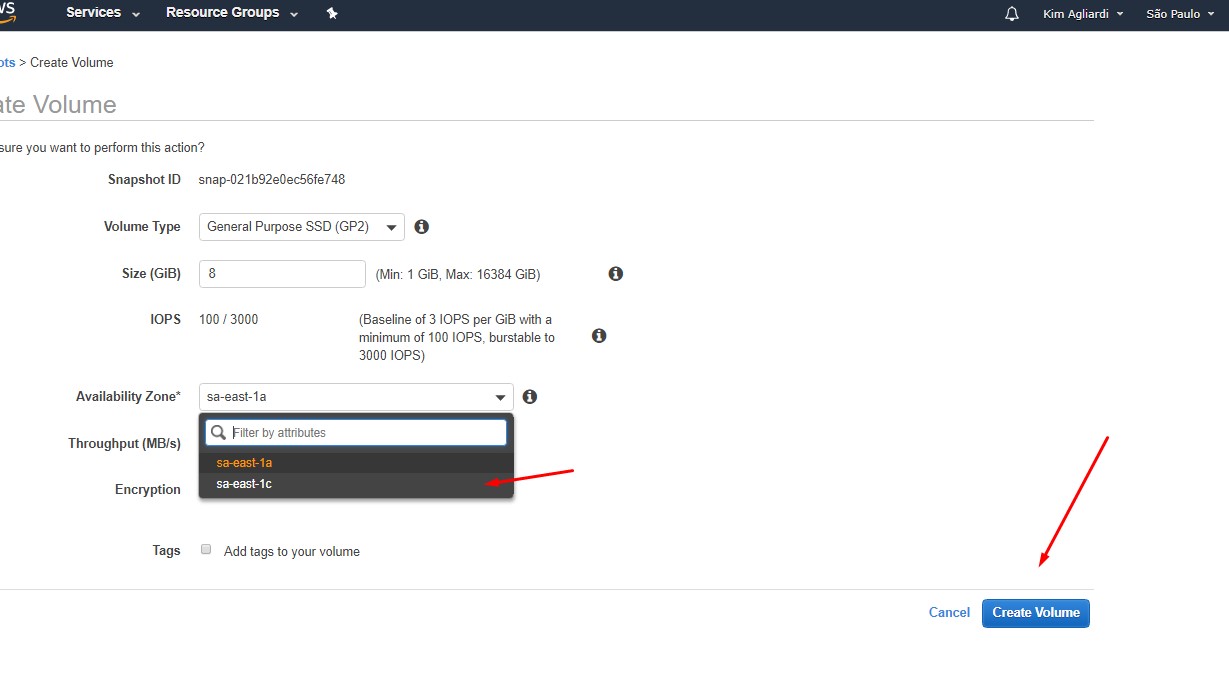 WS Services Resource Groups Kim Agliardi São Paulo
ots > Create Volume
ate Volume
sure you want to perform this action?
Snapshot ID snap-021b92e0ec56fe748
Volume Type General Purpose SSD (GP2)
Size (GiB) 8 (Min: 1 GiB, Max: 16384 GiB)
IOPS 100 / 3000 (Baseline of 3 IOPS per GiB with a
minimum of 100 IOPS, burstable to
3000 IOPS)
Availability Zone* sa-east-1a
Filter by attributes
Throughput (MB/s)
sa-east-1a
sa-east-1c
Encryption
Tags Add tags to your volume
Cancel Create Volume